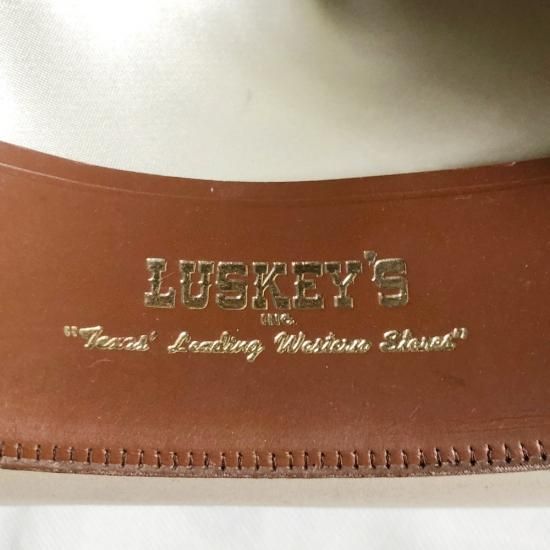 LUSKEY'S
INC.
"Texas' Leading Western Stores"